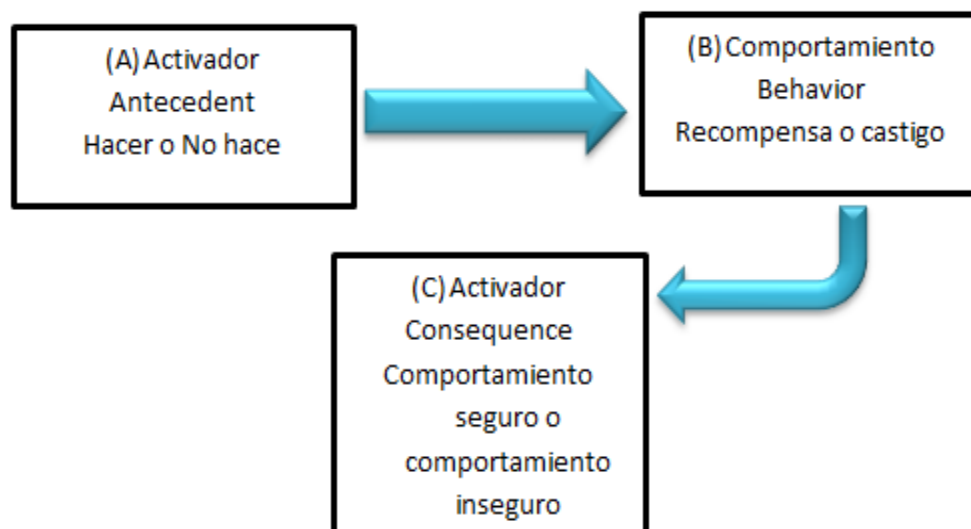 (A) Activador
Antecedent
Hacer o No hace
(B) Comportamiento
Behavior
Recompensa o castigo
(C) Activador
Consequence
Comportamiento
seguro o
comportamiento
inseguro